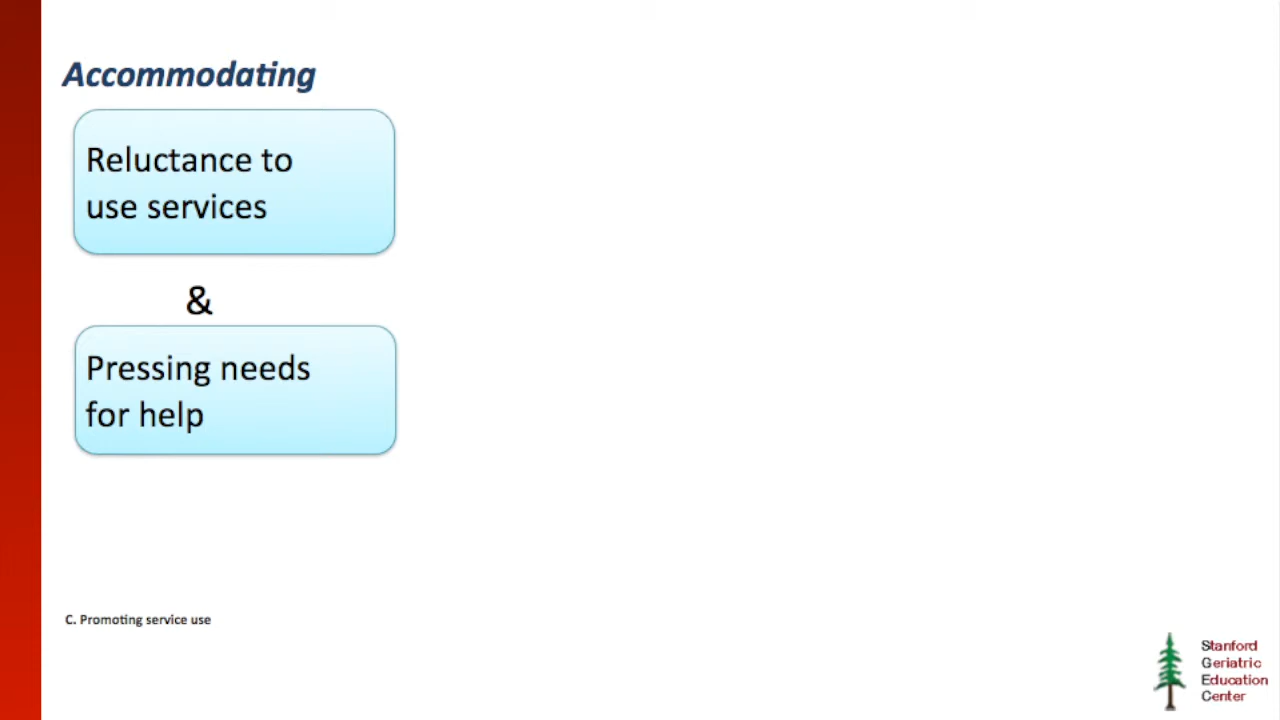 Accommodating
Reluctance to
use services
&
Pressing needs
for help
C. Promoting service use
Stanford
Geriatric
Education
Center